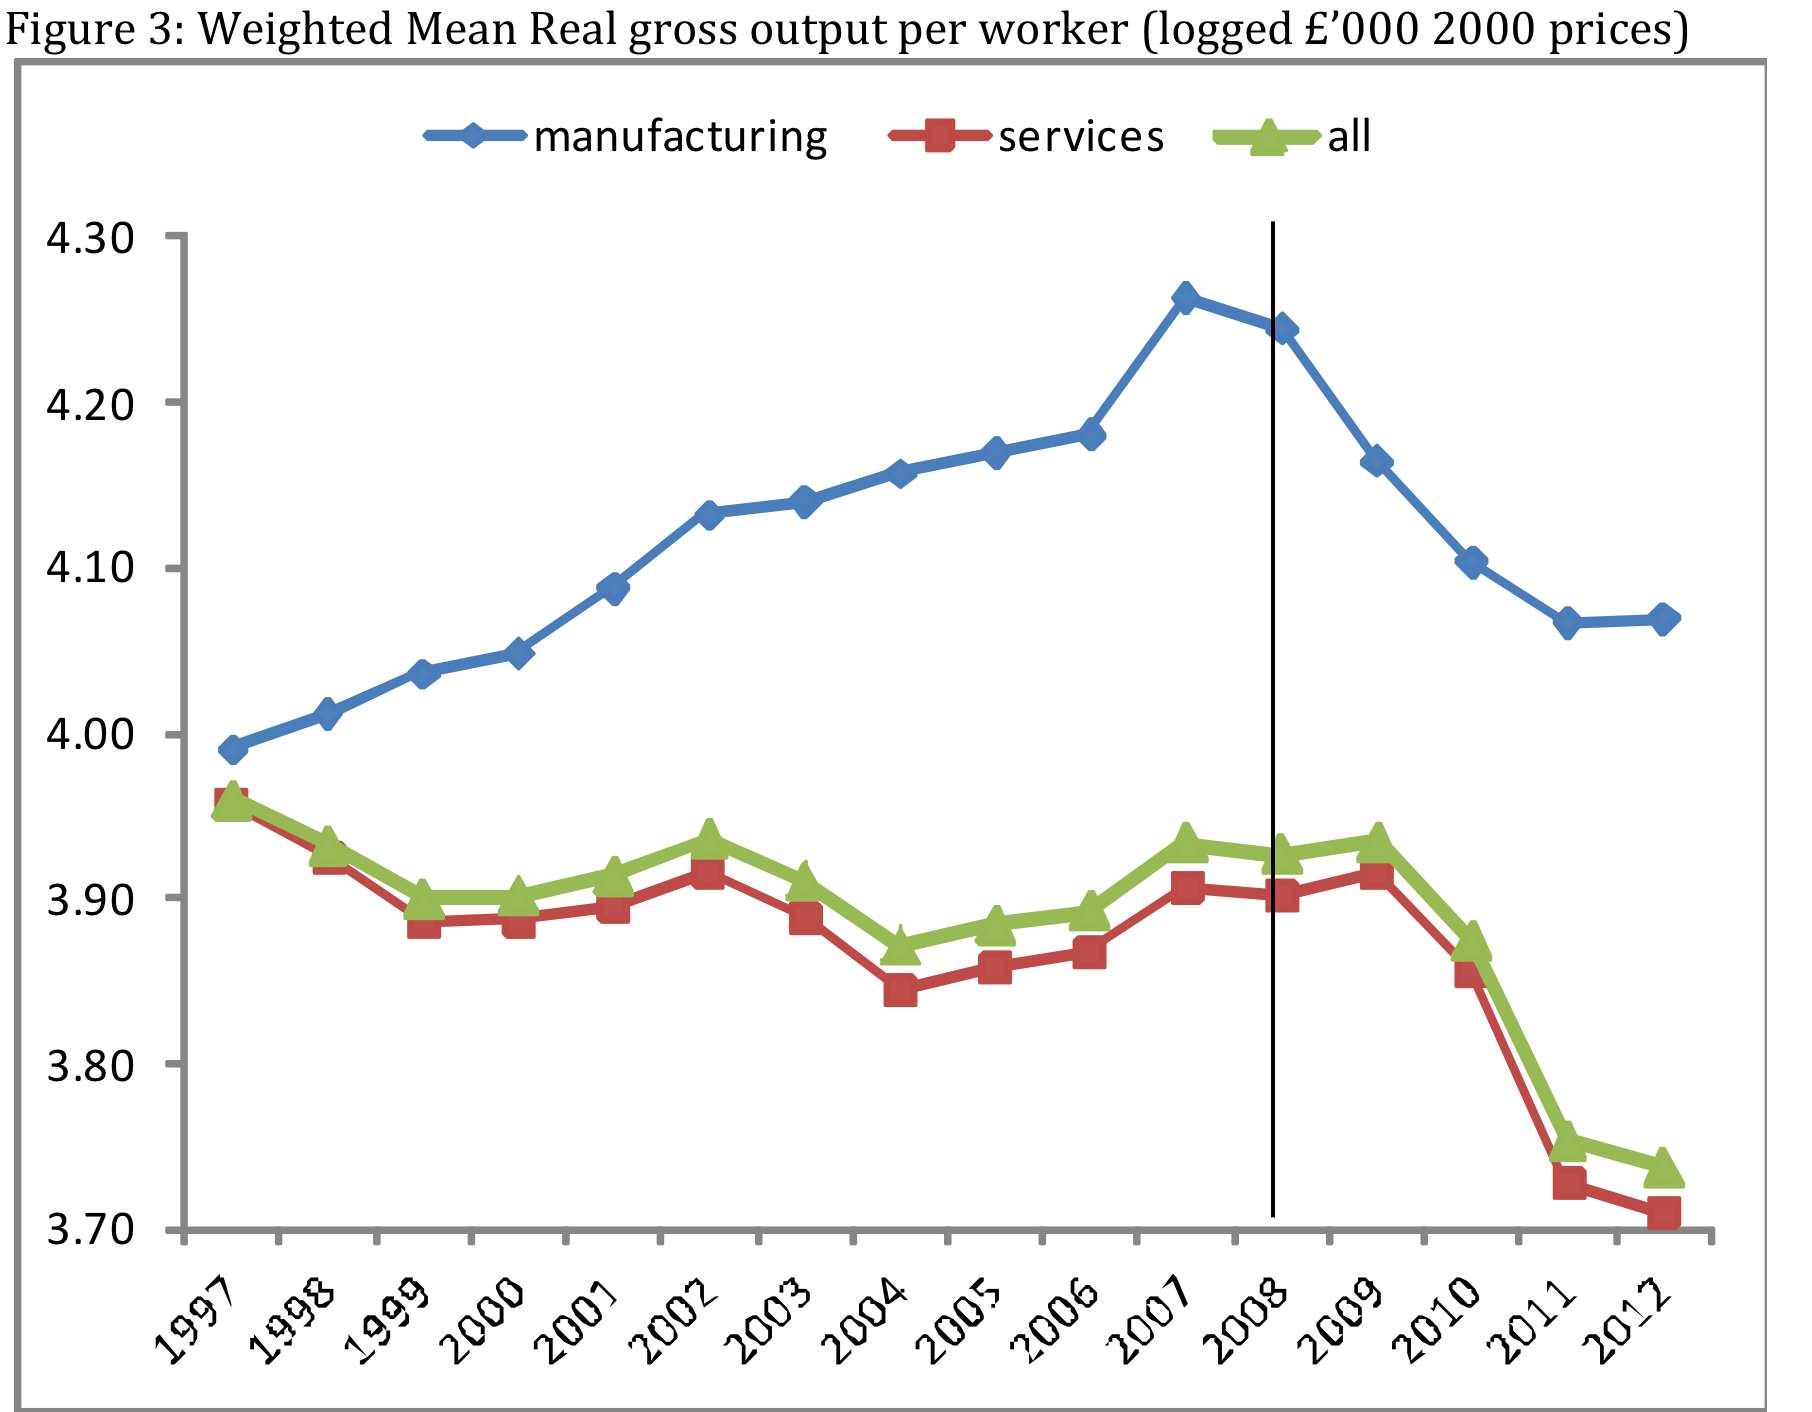 Figure 3: Weighted Mean Real gross output per worker (logged £’000 2000 prices)
manufacturing services all
4.30
4.20
4.10
4.00
3.90
3.80
3.70
1997 1998 1999 2000 2001 2002 2003 2004 2005 2006 2007 2008 2009 2010 2011 2012